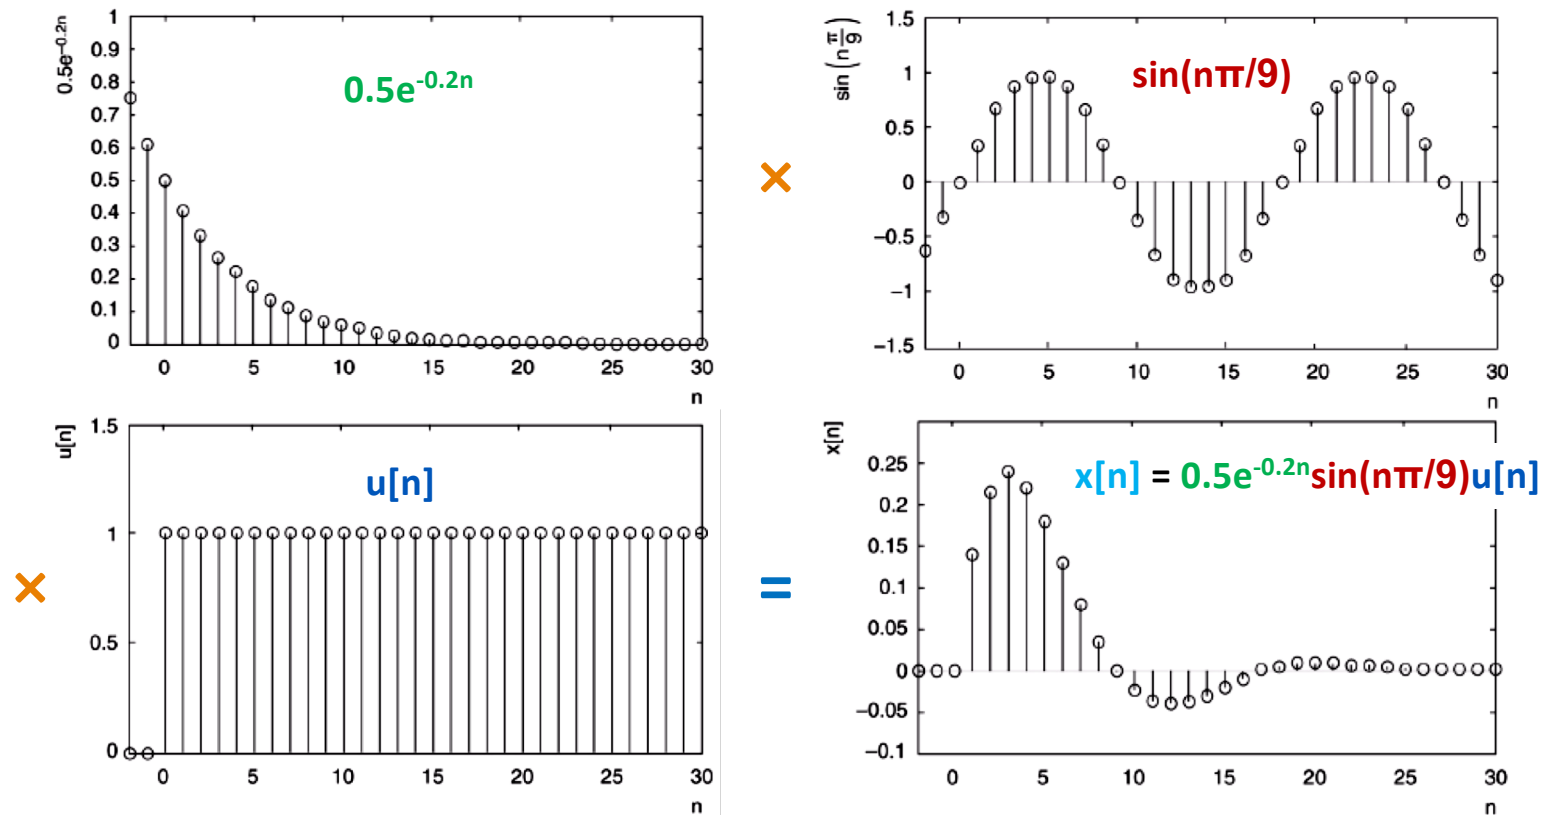 0.5e^-0.2n
1
0.9
0.8
0.7
0.6
0.5
0.4
0.3
0.2
0.1
0
0 5 10 15 20 25 30
n
0.5e^-0.2n
×
sin (n π/9)
1.5
1
0.5
0
−0.5
−1
−1.5
0 5 10 15 20 25 30
n
sin(nπ/9)
×
u[n]
1.5
1
0.5
0
0 5 10 15 20 25 30
n
u[n]
=
x[n]
0.25
0.2
0.15
0.1
0.05
0
−0.05
−0.1
0 5 10 15 20 25 30
n
x[n] = 0.5e^-0.2n sin(nπ/9)u[n]